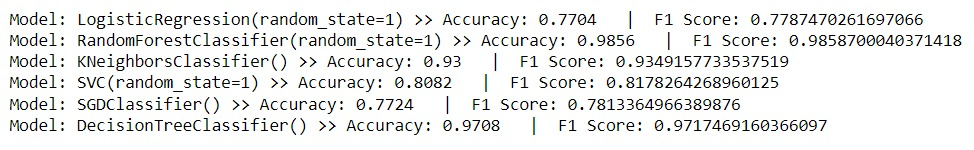 Model: LogisticRegression(random_state=1) >> Accuracy: 0.7704   |  F1 Score: 0.7787470261697066
Model: RandomForestClassifier(random_state=1) >> Accuracy: 0.9856   |  F1 Score: 0.9858700040371418
Model: KNeighborsClassifier() >> Accuracy: 0.93   |  F1 Score: 0.9349157733537519
Model: SVC(random_state=1) >> Accuracy: 0.8082   |  F1 Score: 0.8178264268960125
Model: SGDClassifier() >> Accuracy: 0.7724   |  F1 Score: 0.7813364966389876
Model: DecisionTreeClassifier() >> Accuracy: 0.9708   |  F1 Score: 0.9717469160366097